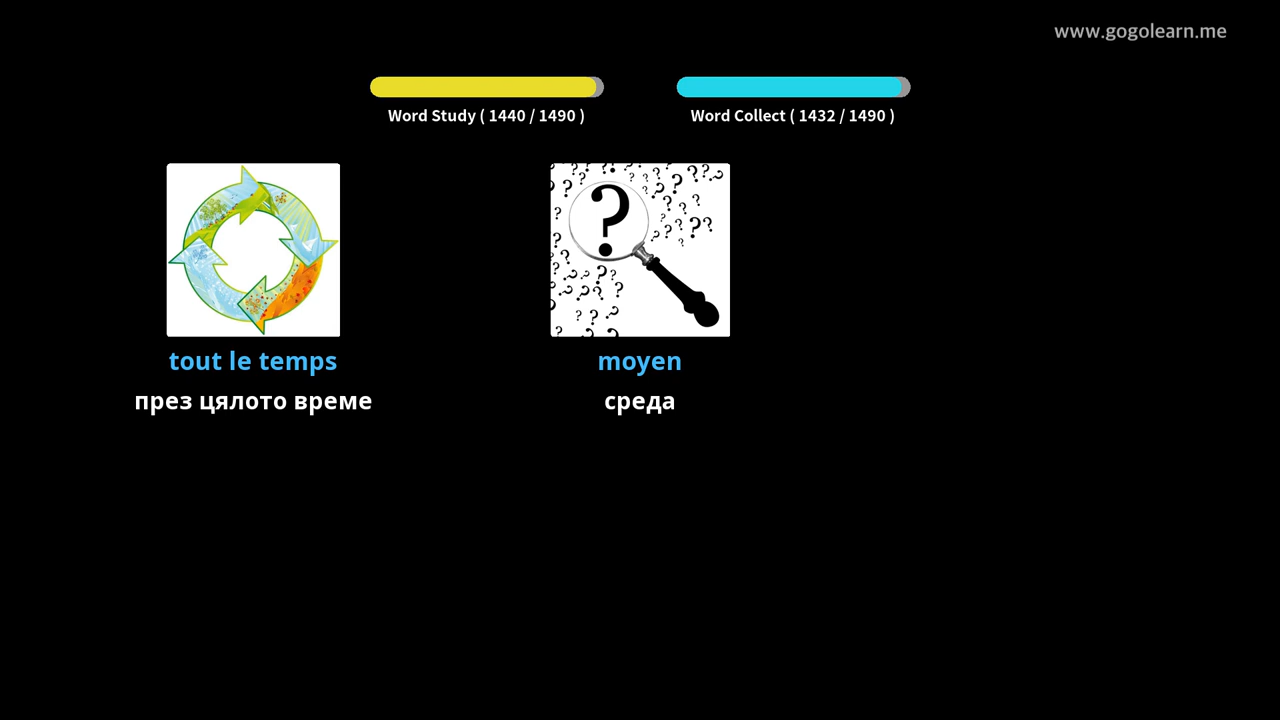 www.gogolearn.me
Word Study ( 1440 / 1490 )
Word Collect ( 1432 / 1490 )
tout le temps
moyen
през цялото време
среда